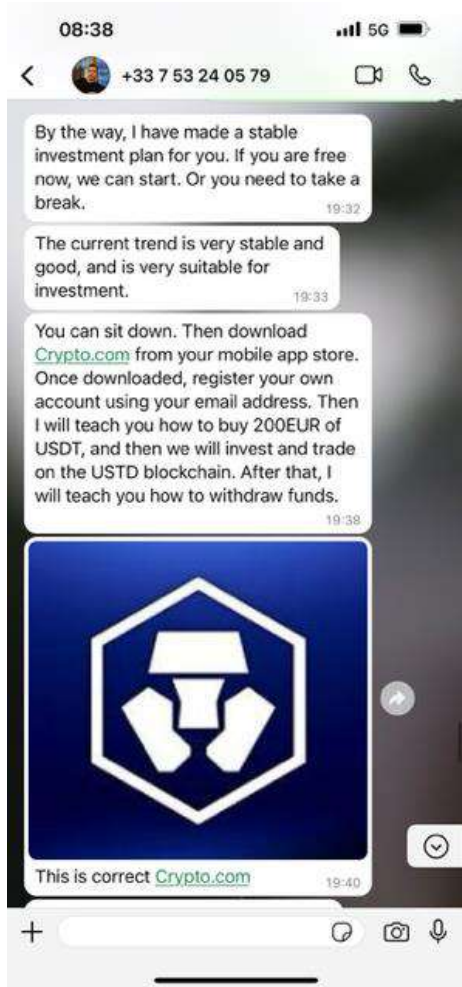 08:38
5G
+33 7 53 24 05 79
By the way, I have made a stable
investment plan for you. If you are free
now, we can start. Or you need to take a
break.
19:32
The current trend is very stable and
good, and is very suitable for
investment.
19:33
You can sit down. Then download
Crypto.com from your mobile app store.
Once downloaded, register your own
account using your email address. Then
I will teach you how to buy 200EUR of
USDT, and then we will invest and trade
on the USTD blockchain. After that, I
will teach you how to withdraw funds.
19:38
This is correct Crypto.com
19:40